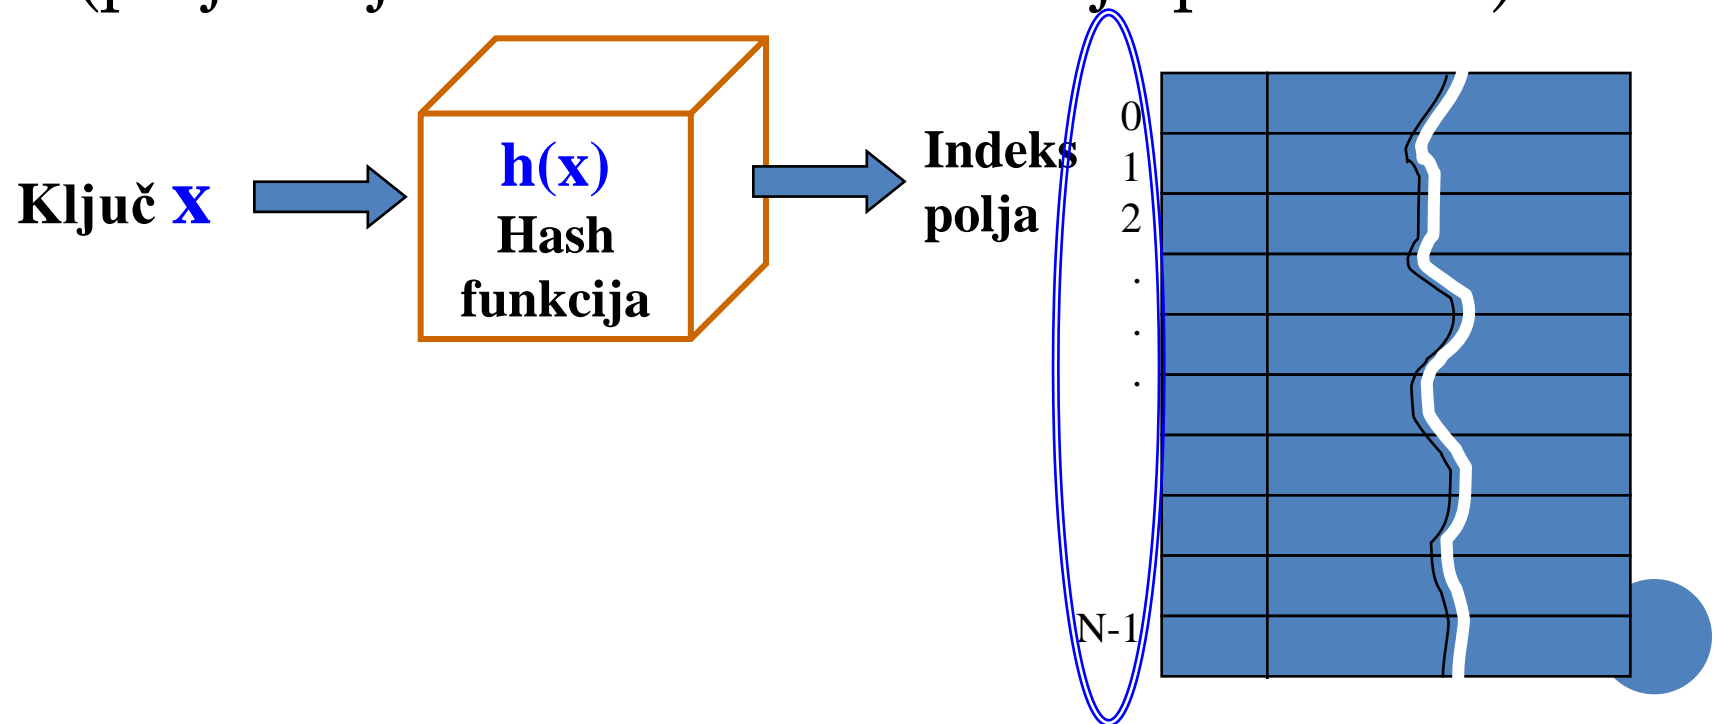 Ključ x
h(x)
Hash
funkcija
Indeks
polja
0
1
2
.
.
.
N-1